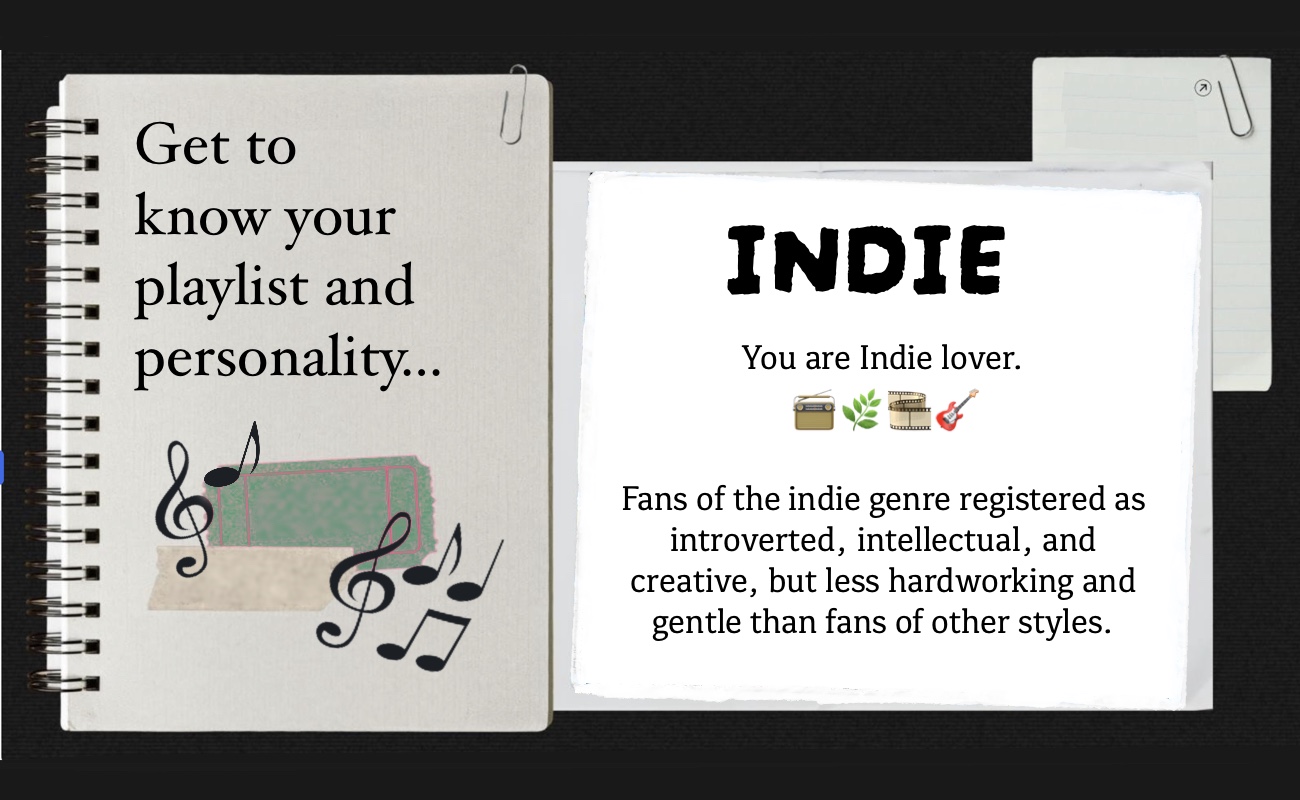 Get to
know your
playlist and
personality...
INDIE
You are Indie lover.
Fans of the indie genre registered as
introverted, intellectual, and
creative, but less hardworking and
gentle than fans of other styles.